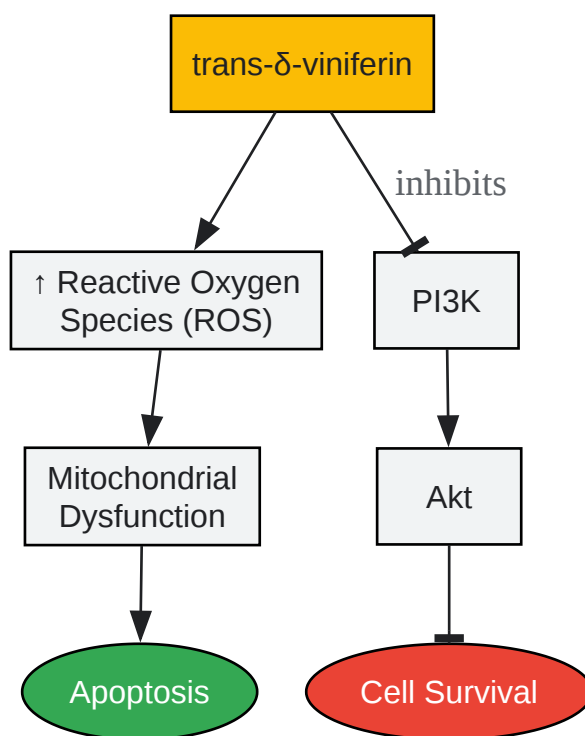 trans-δ-viniferin
inhibits
↑ Reactive Oxygen
Species (ROS)
PI3K
Mitochondrial
Dysfunction
Akt
Apoptosis
Cell Survival